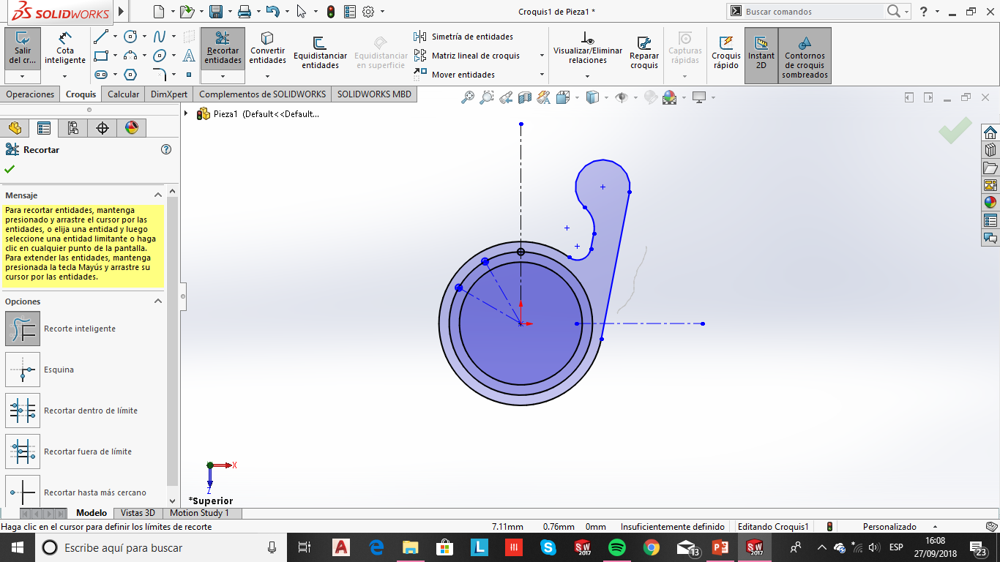 SOLIDWORKS
Croquis1 de Pieza1 *
Buscar comandos
?
Salir
del cr...
Cota
inteligente
Recortar
entidades
Convertir
entidades
Equidistanciar
entidades
Equidistanciar
en superficie
Simetría de entidades
Matriz lineal de croquis
Mover entidades
Visualizar/Eliminar
relaciones
Reparar
croquis
Capturas
rápidas
Croquis
rápido
Instant
2D
Contornos
de croquis
sombreados
Operaciones
Croquis
Calcular
DimXpert
Complementos de SOLIDWORKS
SOLIDWORKS MBD
Pieza1 (Default<<Default...
Recortar
?
Mensaje
Para recortar entidades, mantenga
presionado y arrastre el cursor por las
entidades, o elija una entidad y luego
seleccione una entidad limitante o haga
clic en cualquier punto de la pantalla.
Para extender las entidades, mantenga
presionada la tecla Mayús y arrastre su
cursor por las entidades.
Opciones
Recorte inteligente
Esquina
Recortar dentro de límite
Recortar fuera de límite
Recortar hasta más cercano
X
Z
*Superior
Modelo
Vistas 3D
Motion Study 1
Haga clic en el cursor para definir los límites de recorte
7.11mm
0.76mm
0mm
Insuficientemente definido
Editando Croquis1
Personalizado
Escribe aquí para buscar
A
L
SW
2017
13
SW
2017
ESP
16:08
27/09/2018
23